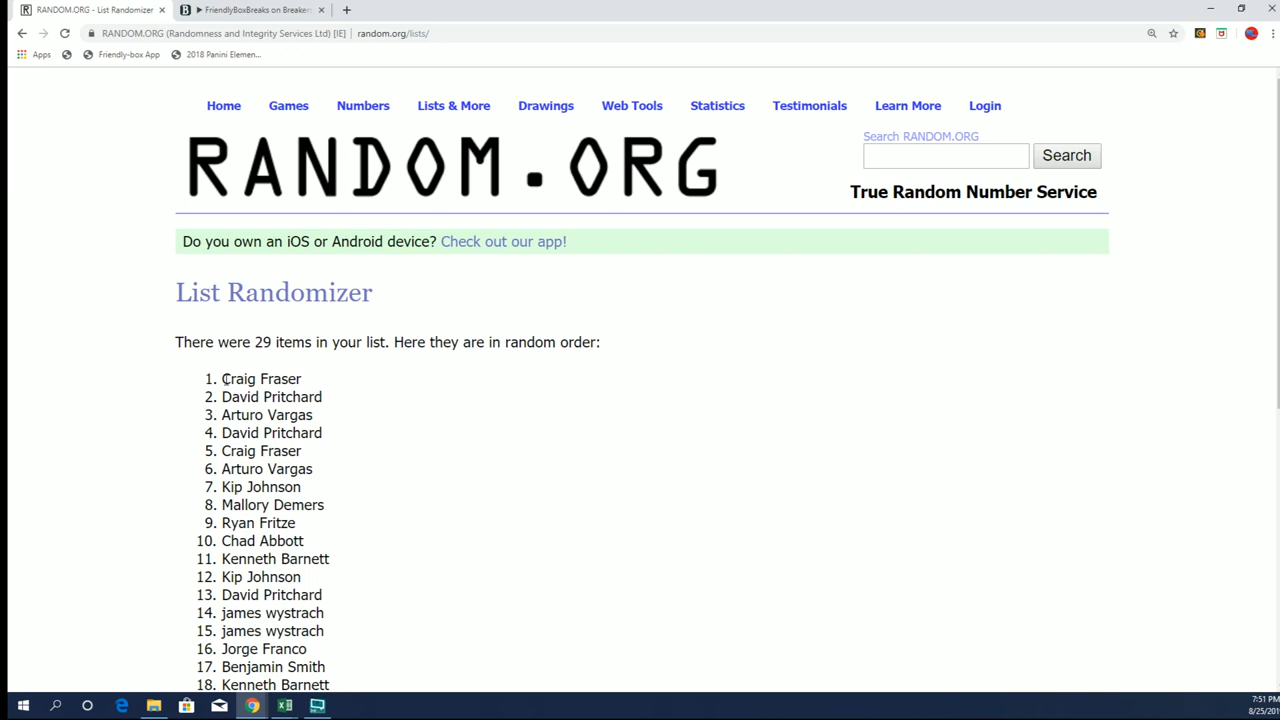 RANDOM.ORG - List Randomizer
FriendlyBoxBreaks on Breakers
RANDOM.ORG (Randomness and Integrity Services Ltd) [IE] | random.org/lists/
Apps
Friendly-box App
2018 Panini Elemen...
Home Games Numbers Lists & More Drawings Web Tools Statistics Testimonials Learn More Login
RANDOM.ORG
Search RANDOM.ORG
Search
True Random Number Service
Do you own an iOS or Android device? Check out our app!
List Randomizer
There were 29 items in your list. Here they are in random order:
1. Craig Fraser
2. David Pritchard
3. Arturo Vargas
4. David Pritchard
5. Craig Fraser
6. Arturo Vargas
7. Kip Johnson
8. Mallory Demers
9. Ryan Fritze
10. Chad Abbott
11. Kenneth Barnett
12. Kip Johnson
13. David Pritchard
14. james wystrach
15. james wystrach
16. Jorge Franco
17. Benjamin Smith
18. Kenneth Barnett
7:51 PM
8/25/201